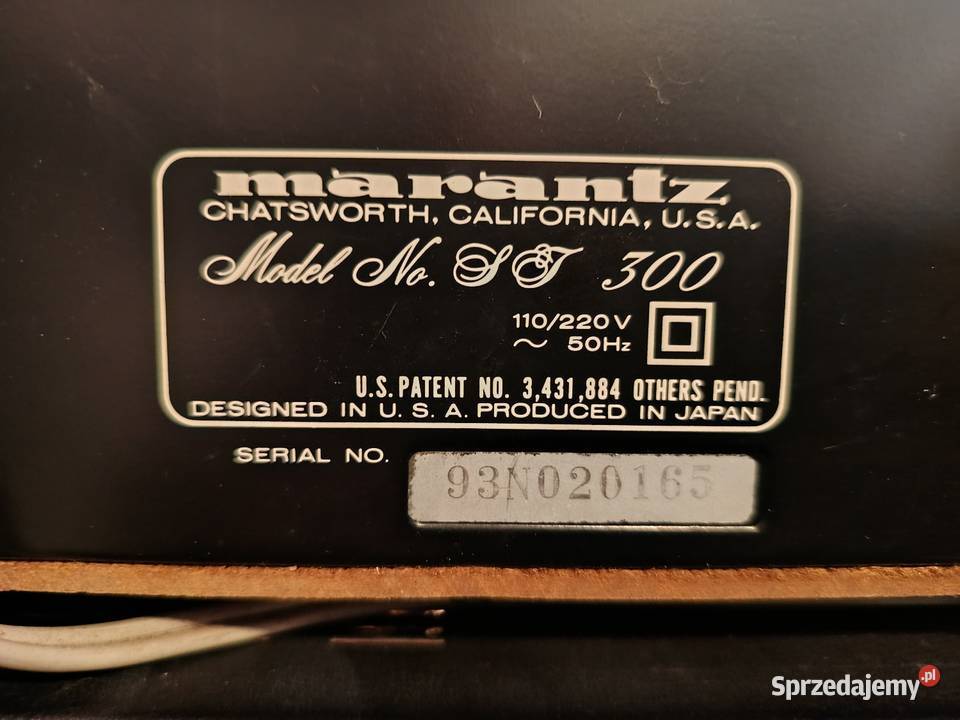 marantz
CHATSWORTH, CALIFORNIA, U.S.A.
Model No. ST 300
110/220V
~ 50Hz
U.S. PATENT NO. 3,431,884 OTHERS PEND.
DESIGNED IN U.S.A. PRODUCED IN JAPAN
SERIAL NO. 93N020165
Sprzedajemy.pl